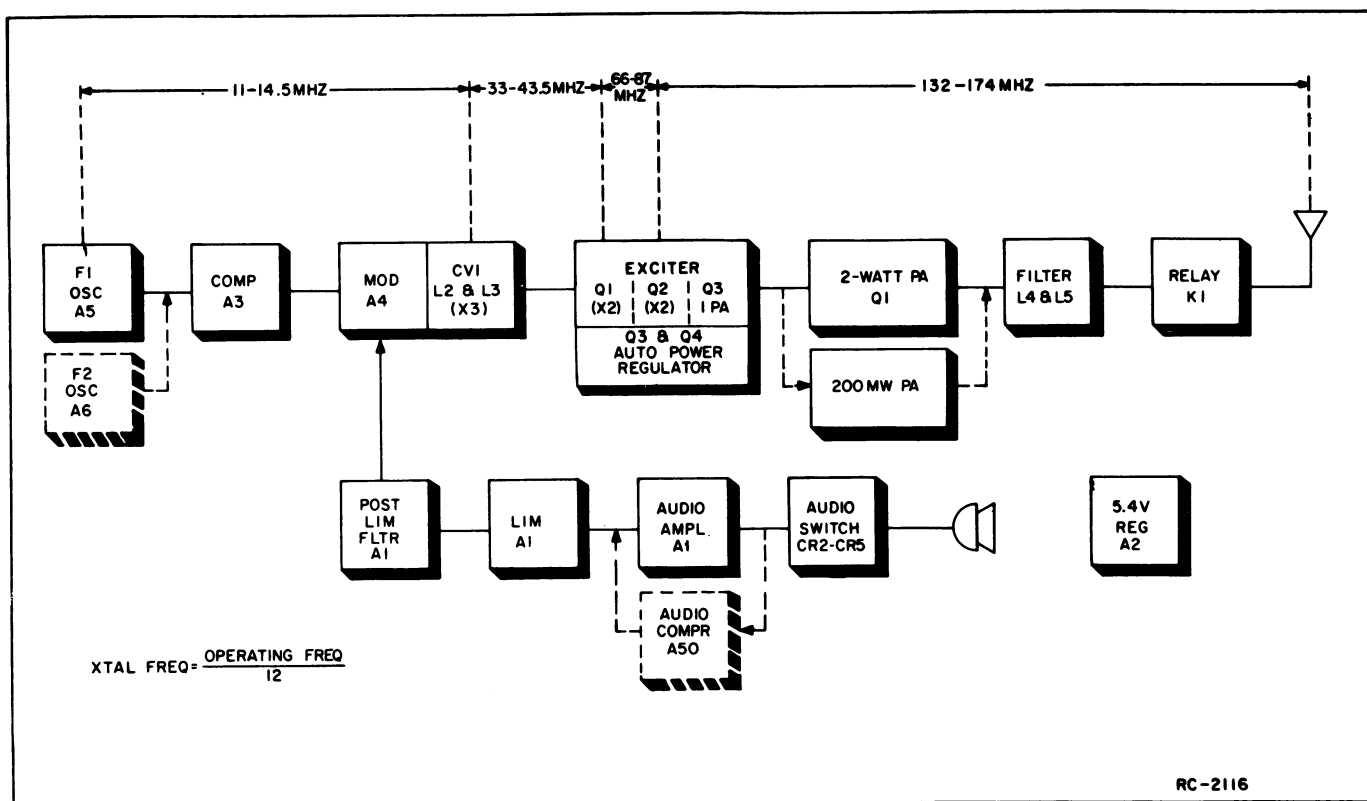 11-14.5MHZ
33-43.5MHZ
66-87
MHZ
132-174MHZ
F1
OSC
A5
COMP
A3
MOD
A4
CV1
L2 & L3
(X3)
EXCITER
Q1
(X2)
Q2
(X2)
Q3
1 PA
Q3 & Q4
AUTO POWER
REGULATOR
2-WATT PA
Q1
FILTER
L4 & L5
RELAY
K1
F2
OSC
A6
200 MW PA
POST
LIM
FLTR
A1
LIM
A1
AUDIO
AMPL
A1
AUDIO
SWITCH
CR2-CR5
5.4V
REG
A2
AUDIO
COMPR
A50
XTAL FREQ= OPERATING FREQ
12
RC-2116